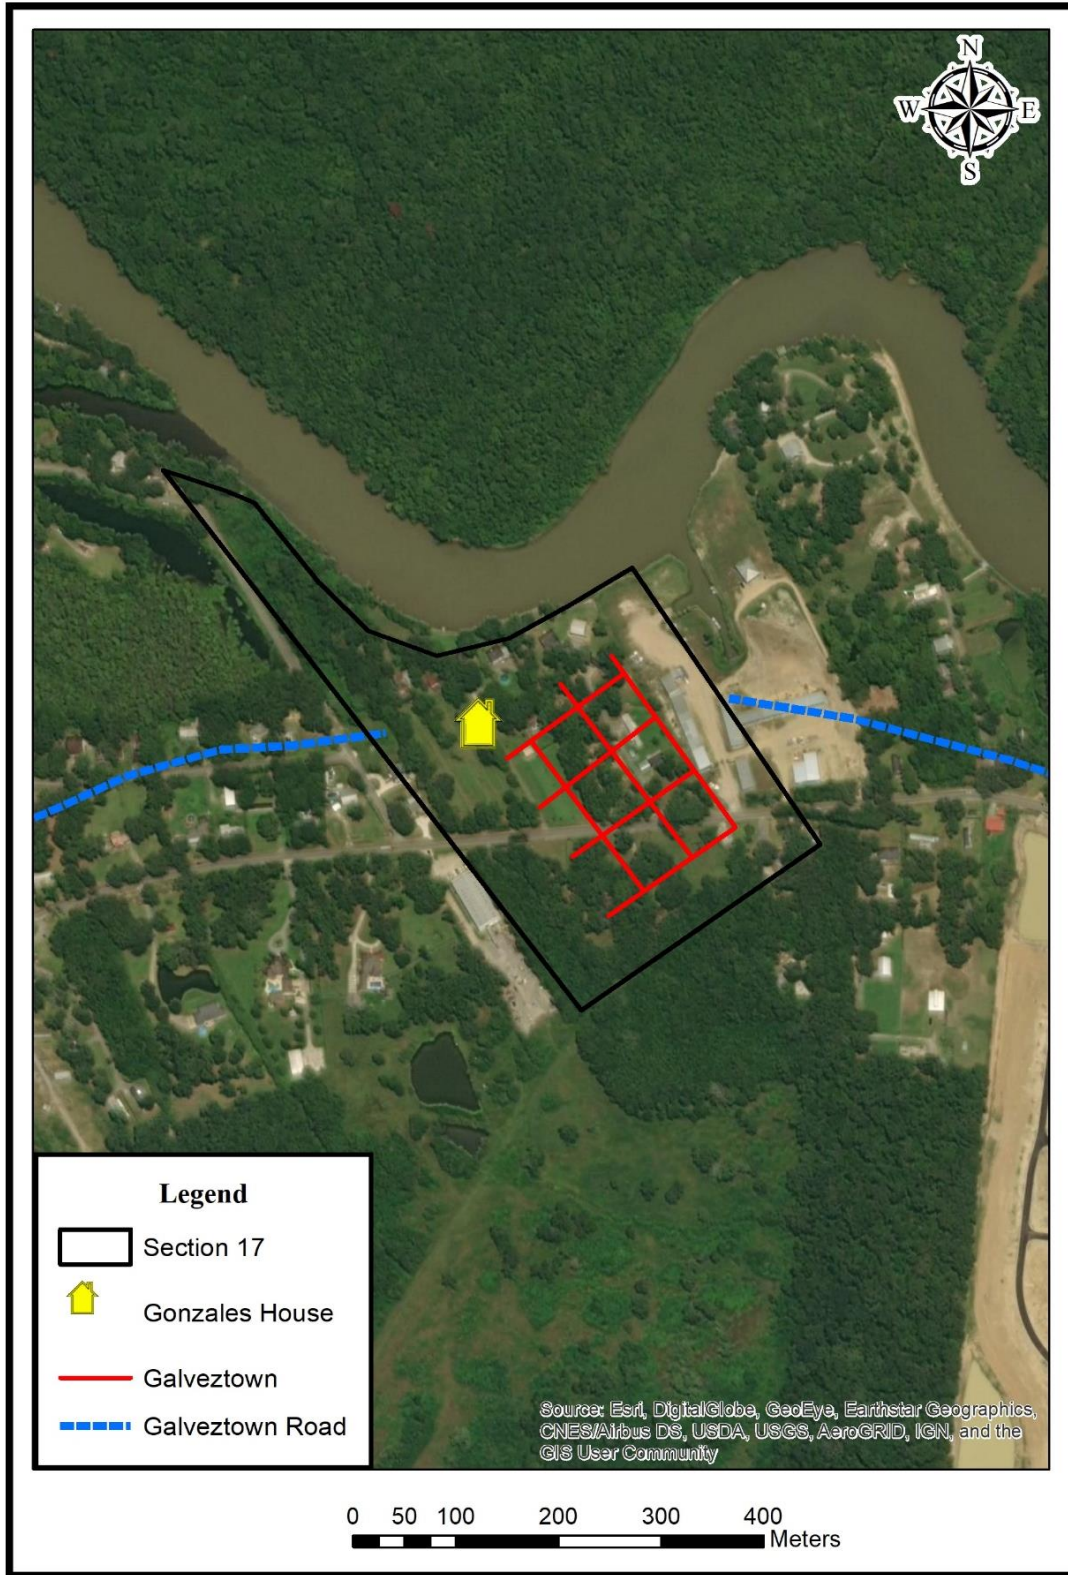 N
W E
S
Legend
Section 17
Gonzales House
Galveztown
Galveztown Road
Source: Esri, DigitalGlobe, GeoEye, Earthstar Geographics,
CNES/Airbus DS, USDA, USGS, AeroGRID, IGN, and the
GIS User Community
0 50 100 200 300 400
Meters